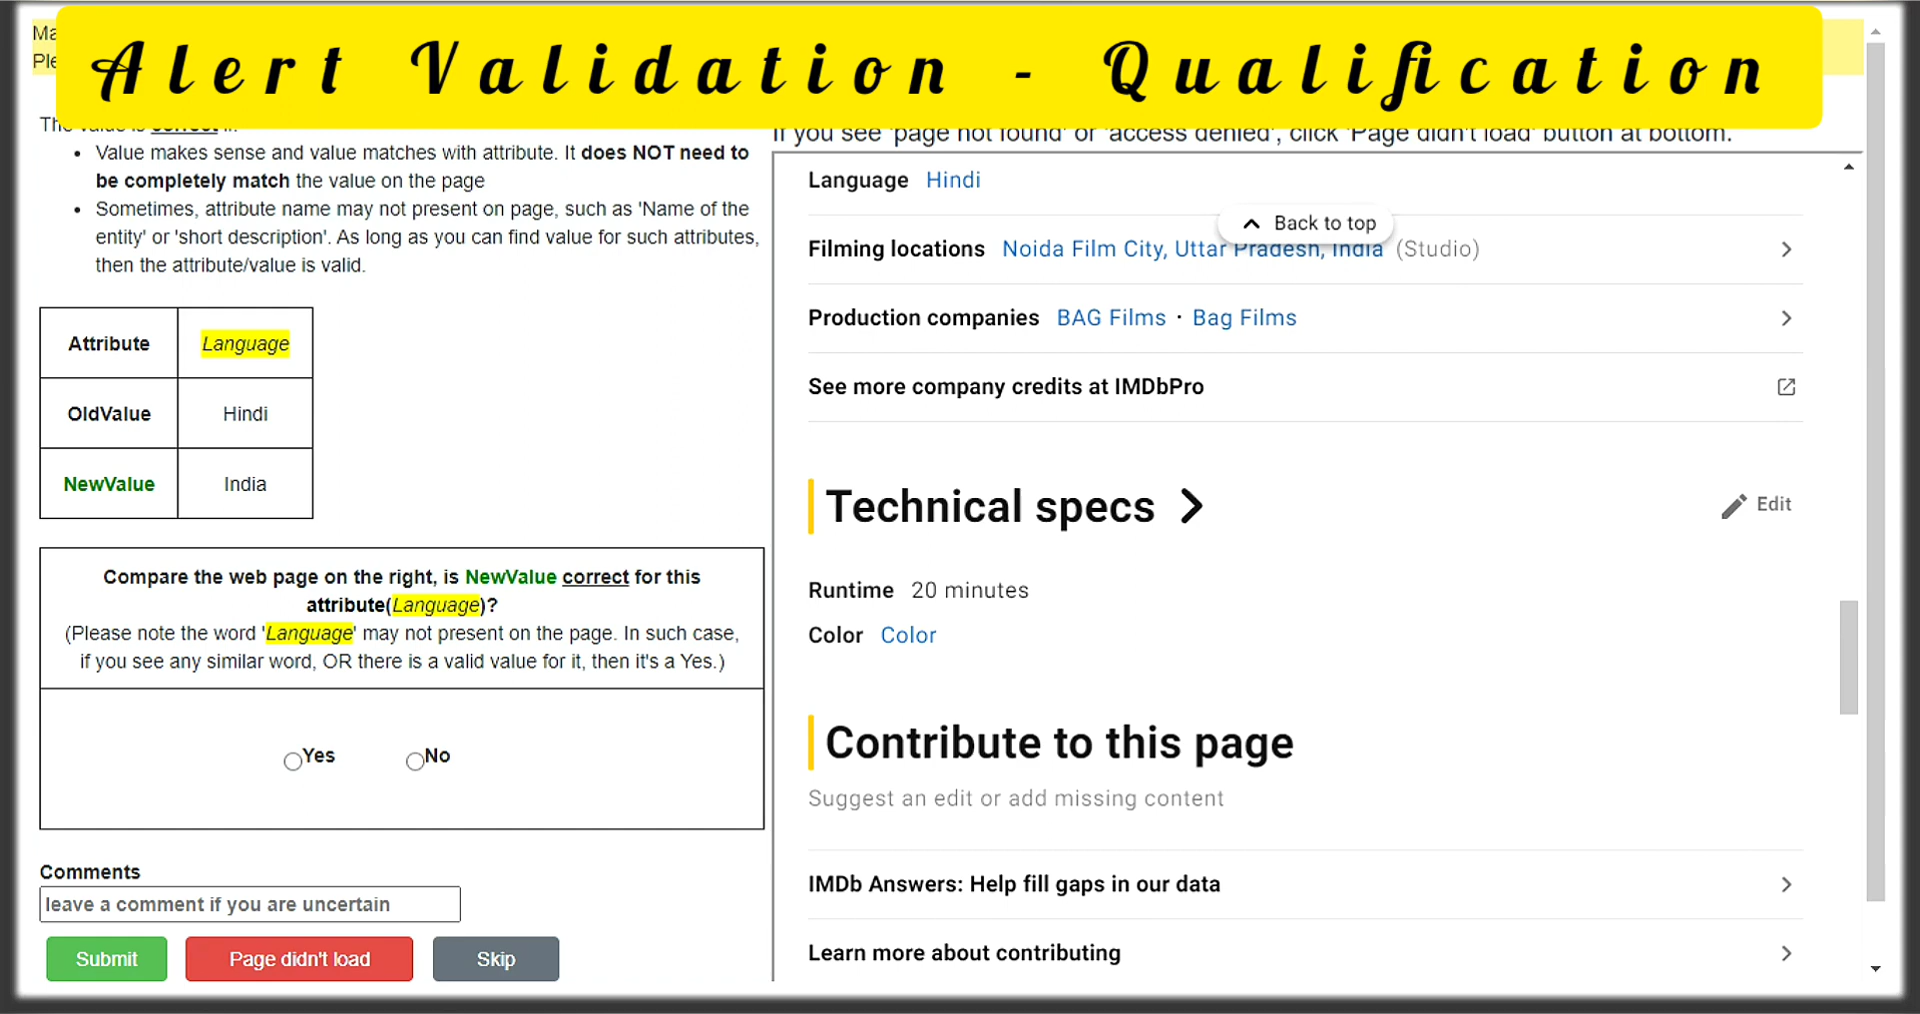 Alert Validation - Qualification
Ma
Ple
The value is correct if:
• Value makes sense and value matches with attribute. It does NOT need to
be completely match the value on the page
• Sometimes, attribute name may not present on page, such as 'Name of the
entity' or 'short description'. As long as you can find value for such attributes,
then the attribute/value is valid.
Attribute Language
OldValue Hindi
NewValue India
Compare the web page on the right, is NewValue correct for this
attribute(Language)?
(Please note the word 'Language' may not present on the page. In such case,
if you see any similar word, OR there is a valid value for it, then it's a Yes.)
Yes No
Comments
leave a comment if you are uncertain
Submit Page didn't load Skip
If you see 'page not found' or 'access denied', click 'Page didn't load' button at bottom.
Language Hindi
Back to top
Filming locations Noida Film City, Uttar Pradesh, India (Studio)
Production companies BAG Films · Bag Films
See more company credits at IMDbPro
Technical specs
Edit
Runtime 20 minutes
Color Color
Contribute to this page
Suggest an edit or add missing content
IMDb Answers: Help fill gaps in our data
Learn more about contributing